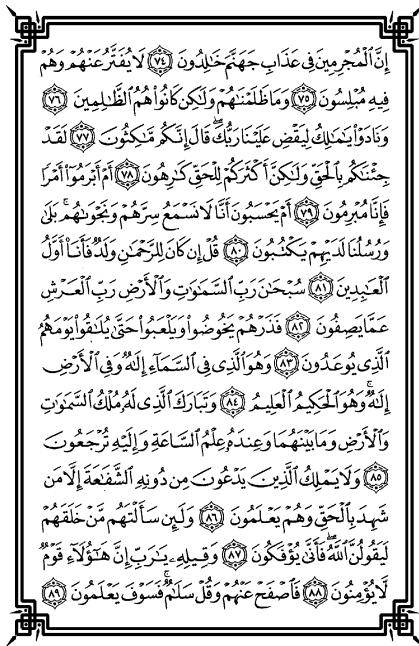 إِنَّ ٱلْمُجْرِمِينَ فِى عَذَابِ جَهَنَّمَ خَٰلِدُونَ ٧٤ لَا يُفَتَّرُ عَنْهُمْ وَهُمْ
فِيهِ مُبْلِسُونَ ٧٥ وَمَا ظَلَمْنَٰهُمْ وَلَٰكِن كَانُوا۟ هُمُ ٱلظَّٰلِمِينَ ٧٦
وَنَادَوْا۟ يَٰمَٰلِكُ لِيَقْضِ عَلَيْنَا رَبُّكَ ۖ قَالَ إِنَّكُم مَّٰكِثُونَ ٧٧ لَقَدْ
جِئْنَٰكُم بِٱلْحَقِّ وَلَٰكِنَّ أَكْثَرَكُمْ لِلْحَقِّ كَٰرِهُونَ ٧٨ أَمْ أَبْرَمُوٓا۟ أَمْرًا
فَإِنَّا مُبْرِمُونَ ٧٩ أَمْ يَحْسَبُونَ أَنَّا لَا نَسْمَعُ سِرَّهُمْ وَنَجْوَىٰهُم ۚ بَلَىٰ
وَرُسُلُنَا لَدَيْهِمْ يَكْتُبُونَ ٨٠ قُلْ إِن كَانَ لِلرَّحْمَٰنِ وَلَدٌ فَأَنَا۠ أَوَّلُ
ٱلْعَٰبِدِينَ ٨١ سُبْحَٰنَ رَبِّ ٱلسَّمَٰوَٰتِ وَٱلْأَرْضِ رَبِّ ٱلْعَرْشِ
عَمَّا يَصِفُونَ ٨٢ فَذَرْهُمْ يَخُوضُوا۟ وَيَلْعَبُوا۟ حَتَّىٰ يُلَٰقُوا۟ يَوْمَهُمُ
ٱلَّذِى يُوعَدُونَ ٨٣ وَهُوَ ٱلَّذِى فِى ٱلسَّمَآءِ إِلَٰهٌ وَفِى ٱلْأَرْضِ
إِلَٰهٌ ۚ وَهُوَ ٱلْحَكِيمُ ٱلْعَلِيمُ ٨٤ وَتَبَارَكَ ٱلَّذِى لَهُۥ مُلْكُ ٱلسَّمَٰوَٰتِ
وَٱلْأَرْضِ وَمَا بَيْنَهُمَا وَعِندَهُۥ عِلْمُ ٱلسَّاعَةِ وَإِلَيْهِ تُرْجَعُونَ
٨٥ وَلَا يَمْلِكُ ٱلَّذِينَ يَدْعُونَ مِن دُونِهِ ٱلشَّفَٰعَةَ إِلَّا مَن
شَهِدَ بِٱلْحَقِّ وَهُمْ يَعْلَمُونَ ٨٦ وَلَئِن سَأَلْتَهُم مَّنْ خَلَقَهُمْ
لَيَقُولُنَّ ٱللَّهُ ۖ فَأَنَّىٰ يُؤْفَكُونَ ٨٧ وَقِيلِهِۦ يَٰرَبِّ إِنَّ هَٰٓؤُلَآءِ قَوْمٌ
لَّا يُؤْمِنُونَ ٨٨ فَٱصْفَحْ عَنْهُمْ وَقُلْ سَلَٰمٌ ۚ فَسَوْفَ يَعْلَمُونَ ٨٩